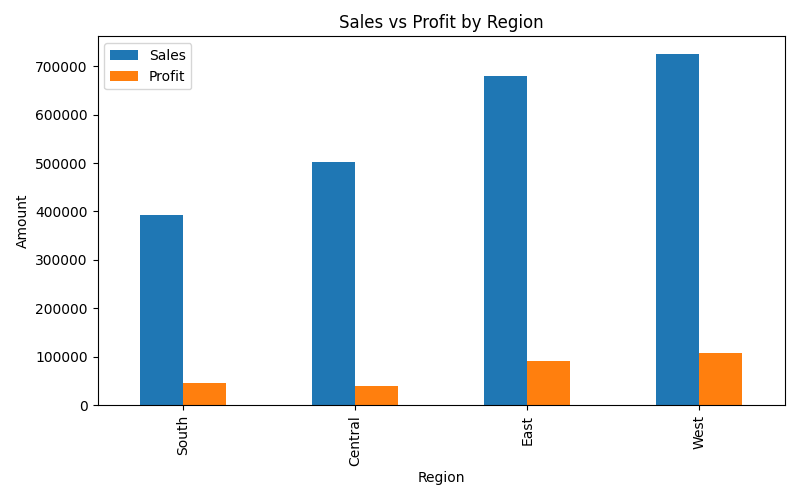 Sales vs Profit by Region
Sales
Profit
700000
600000
500000
400000
300000
200000
100000
0
Amount
South
Central
East
West
Region